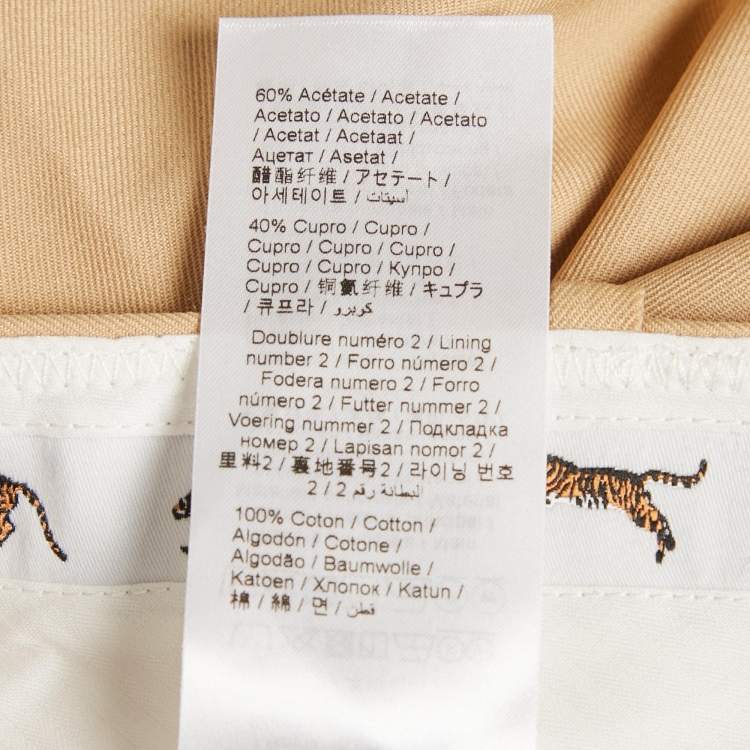 60% Acétate / Acetate /
Acetato / Acetato / Acetato
/ Acetat / Acetaat /
Ацетат / Asetat /
醋酯纤维 / アセテート /
아세테이트 / أسيتات
40% Cupro / Cupro /
Cupro / Cupro / Cupro /
Cupro / Cupro / Купро /
Cupro / 铜氨纤维 / キュプラ
/ 큐프라 / كوبرو
Doublure numéro 2 / Lining
number 2 / Forro número 2 /
Fodera numero 2 / Forro
número 2 / Futter nummer 2 /
Voering nummer 2 / Подкладка
номер 2 / Lapisan nomor 2 /
里料2 / 裏地番号2 / 라이닝 번호
2 / البطانة رقم 2
100% Coton / Cotton /
Algodón / Cotone /
Algodão / Baumwolle /
Katoen / Хлопок / Katun /
棉 / 綿 / 면 / قطن